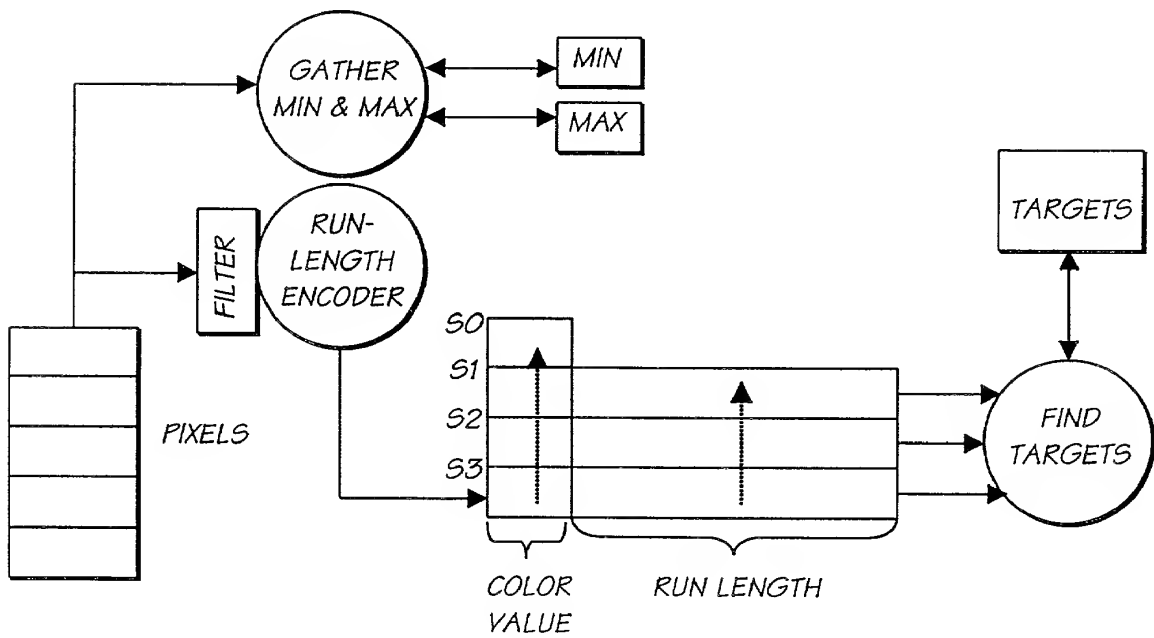 GATHER
MIN & MAX
MIN
MAX
FILTER
RUN-
LENGTH
ENCODER
TARGETS
S0
S1
S2
S3
PIXELS
FIND
TARGETS
COLOR
VALUE
RUN LENGTH